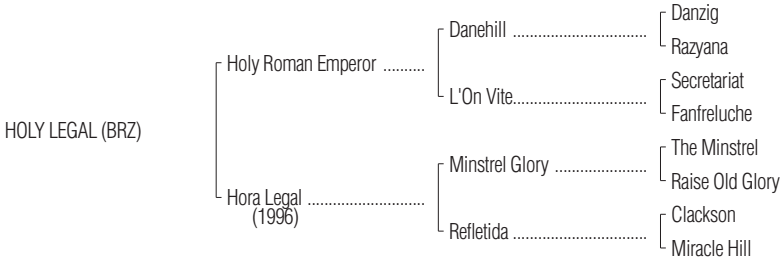 Danzig
Danehill ................................
Razyana
Holy Roman Emperor ..........
Secretariat
L'On Vite................................
Fanfreluche
HOLY LEGAL (BRZ)
The Minstrel
Minstrel Glory ......................
Raise Old Glory
Hora Legal ............................
(1996)
Clackson
Refletida ................................
Miracle Hill